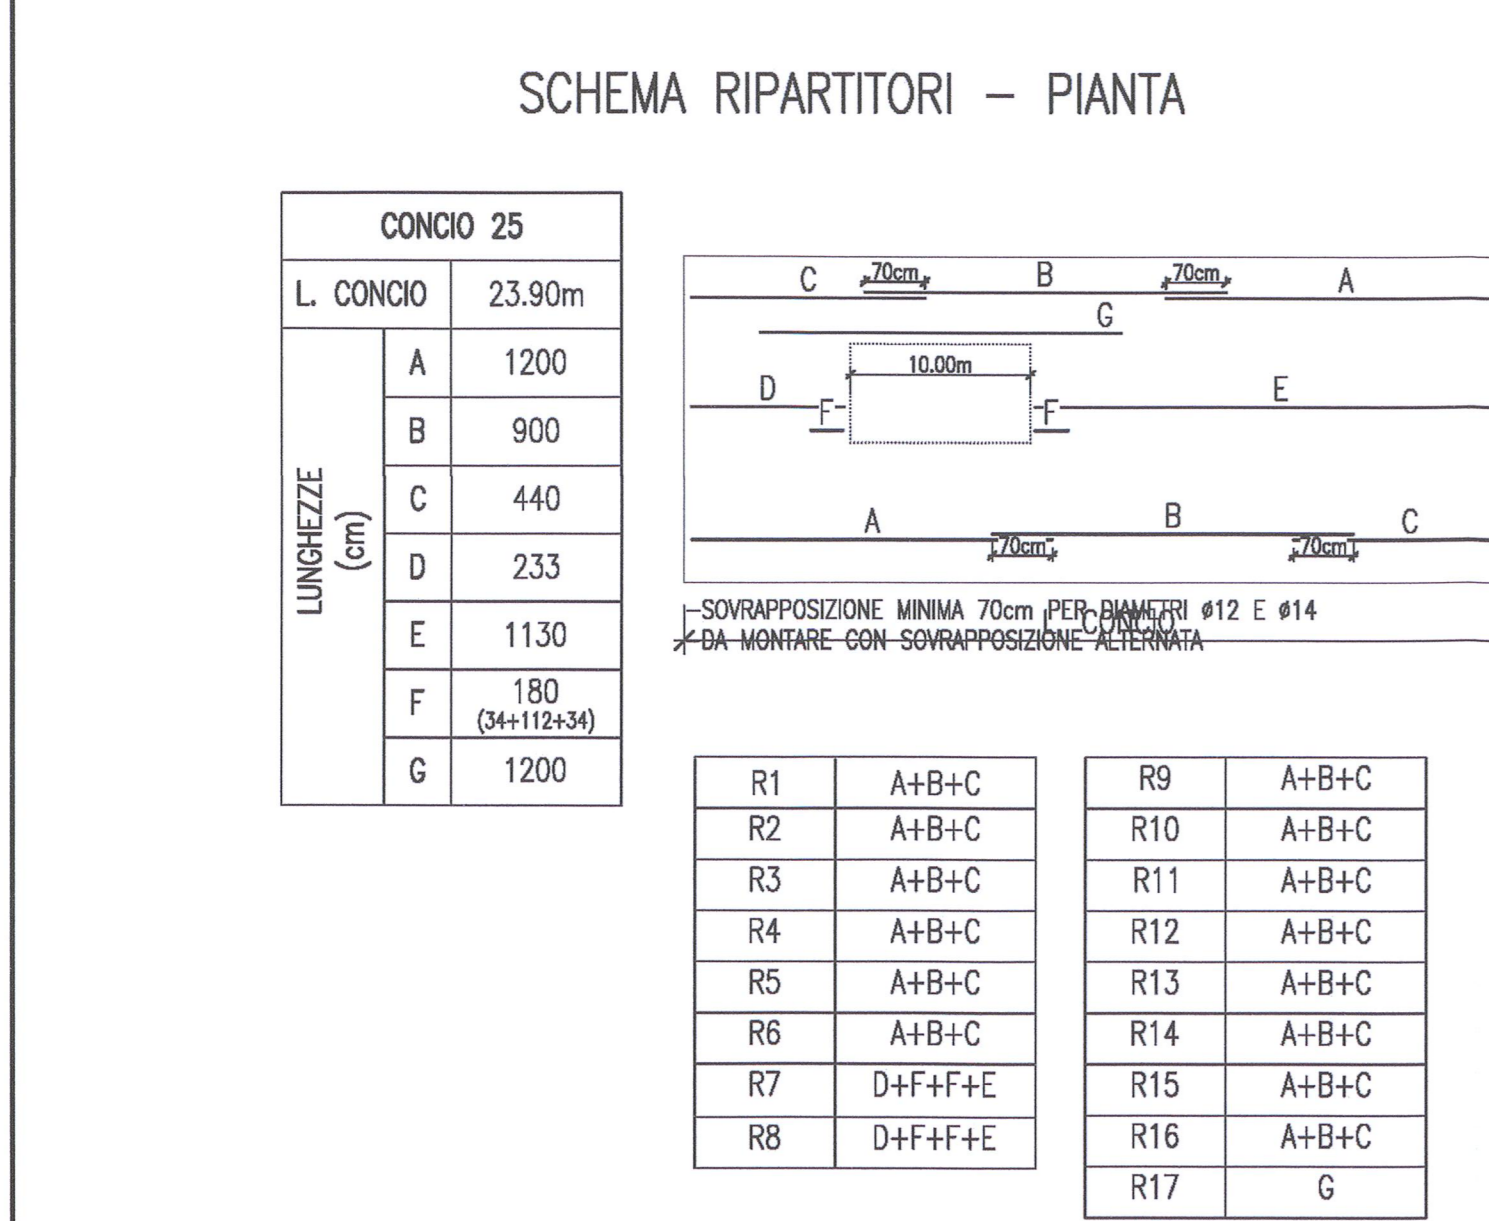 SCHEMA RIPARTITORI – PIANTA
CONCIO 25
L. CONCIO 23.90m
LUNGHEZZE
(cm)
A 1200
B 900
C 440
D 233
E 1130
F 180
(34+112+34)
G 1200
C 70cm B 70cm A
G
10.00m
D E
F F
A B C
70cm 70cm
–SOVRAPPOSIZIONE MINIMA 70cm PER DIAMETRI ø12 E ø14
L CONCIO
–DA MONTARE CON SOVRAPPOSIZIONE ALTERNATA
R1 A+B+C
R2 A+B+C
R3 A+B+C
R4 A+B+C
R5 A+B+C
R6 A+B+C
R7 D+F+F+E
R8 D+F+F+E
R9 A+B+C
R10 A+B+C
R11 A+B+C
R12 A+B+C
R13 A+B+C
R14 A+B+C
R15 A+B+C
R16 A+B+C
R17 G